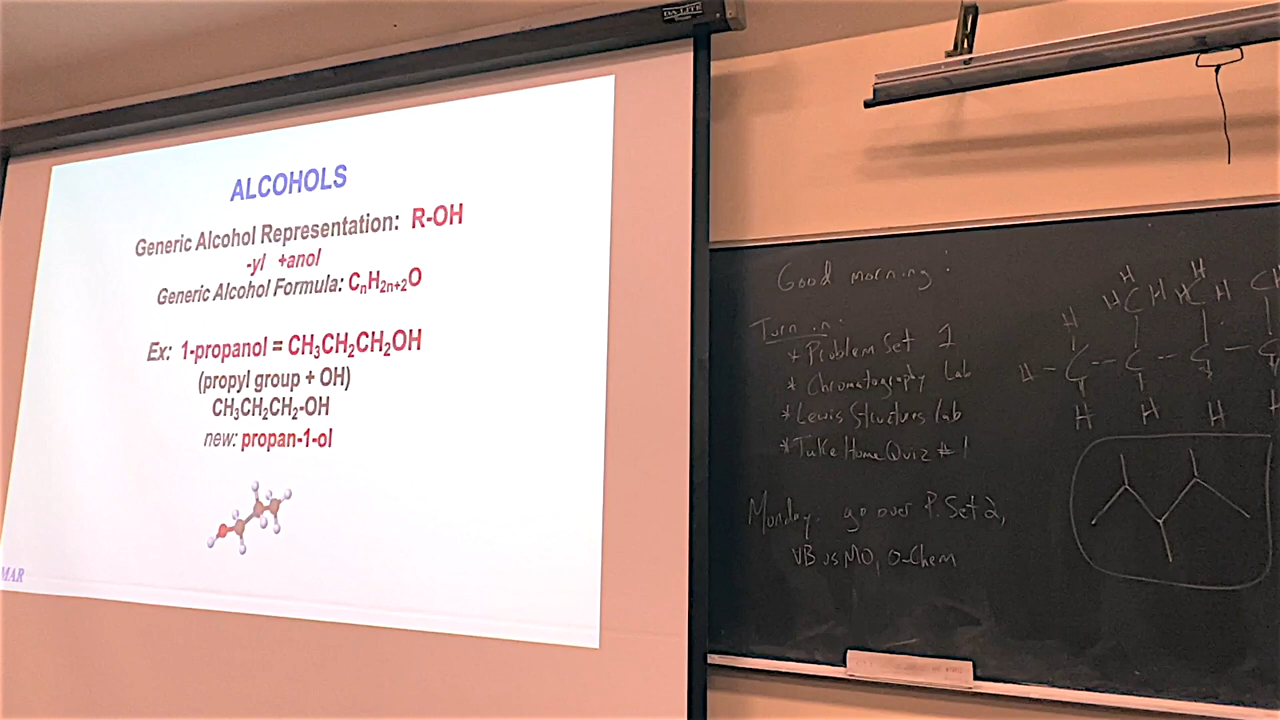 DA-LITE
ALCOHOLS
Generic Alcohol Representation: R-OH
-yl +anol
Generic Alcohol Formula: CₙH₂ₙ₊₂O
Ex: 1-propanol = CH₃CH₂CH₂OH
(propyl group + OH)
CH₃CH₂CH₂-OH
new: propan-1-ol
MAR
Good morning!
Turn in:
* Problem Set 1
* Chromatography Lab
* Lewis Structures lab
* Take Home Quiz # 1
Monday: go over P. Set 2,
VB vs MO, O-Chem
H H
H C H H C H C
H
H - C - C - C - C
H H H H